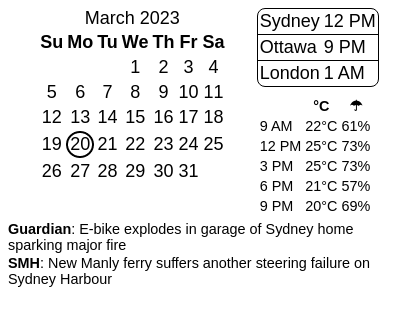 March 2023
Su Mo Tu We Th Fr Sa
1 2 3 4
5 6 7 8 9 10 11
12 13 14 15 16 17 18
19 20 21 22 23 24 25
26 27 28 29 30 31
Sydney 12 PM
Ottawa 9 PM
London 1 AM
°C ☂
9 AM 22°C 61%
12 PM 25°C 73%
3 PM 25°C 73%
6 PM 21°C 57%
9 PM 20°C 69%
Guardian: E-bike explodes in garage of Sydney home
sparking major fire
SMH: New Manly ferry suffers another steering failure on
Sydney Harbour